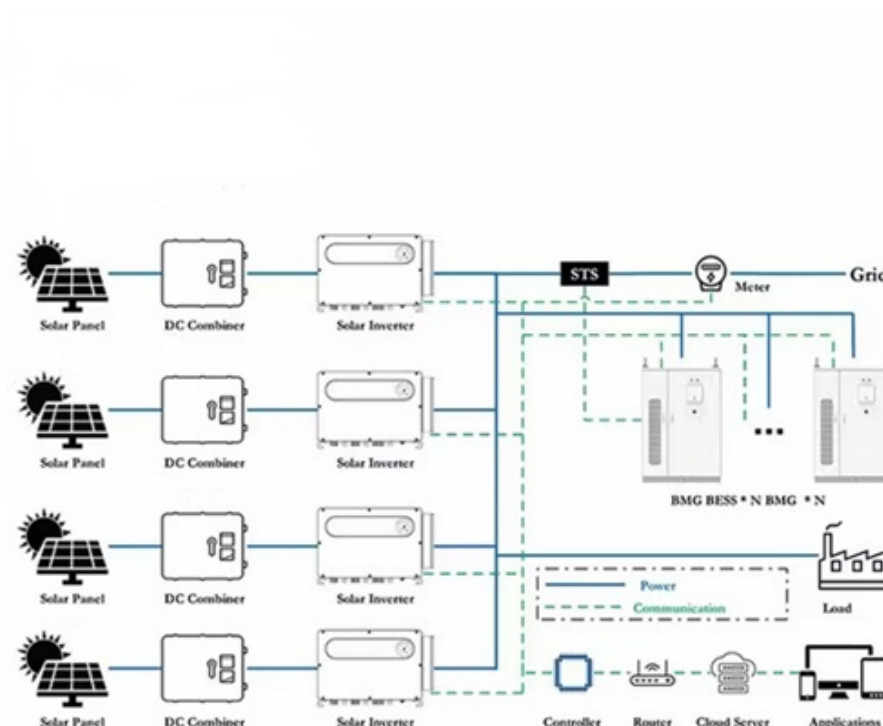 STS
Grid
Meter
Solar Panel
DC Combiner
Solar Inverter
Solar Panel
DC Combiner
Solar Inverter
BMG BESS * N BMG * N
Solar Panel
DC Combiner
Solar Inverter
Power
Communication
Load
Solar Panel
DC Combiner
Solar Inverter
Controller
Router
Cloud Server
Applications